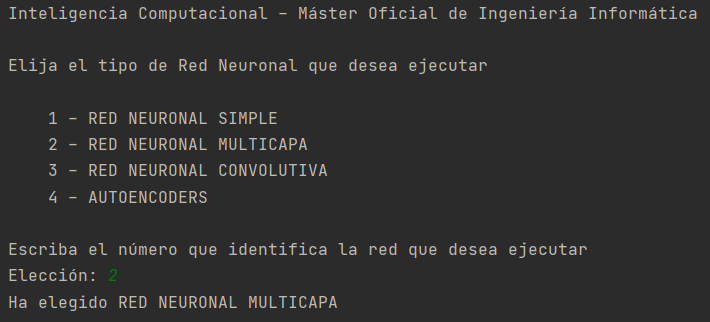 Inteligencia Computacional – Máster Oficial de Ingeniería Informática
Elija el tipo de Red Neuronal que desea ejecutar
1 – RED NEURONAL SIMPLE
2 – RED NEURONAL MULTICAPA
3 – RED NEURONAL CONVOLUTIVA
4 – AUTOENCODERS
Escriba el número que identifica la red que desea ejecutar
Elección: 2
Ha elegido RED NEURONAL MULTICAPA